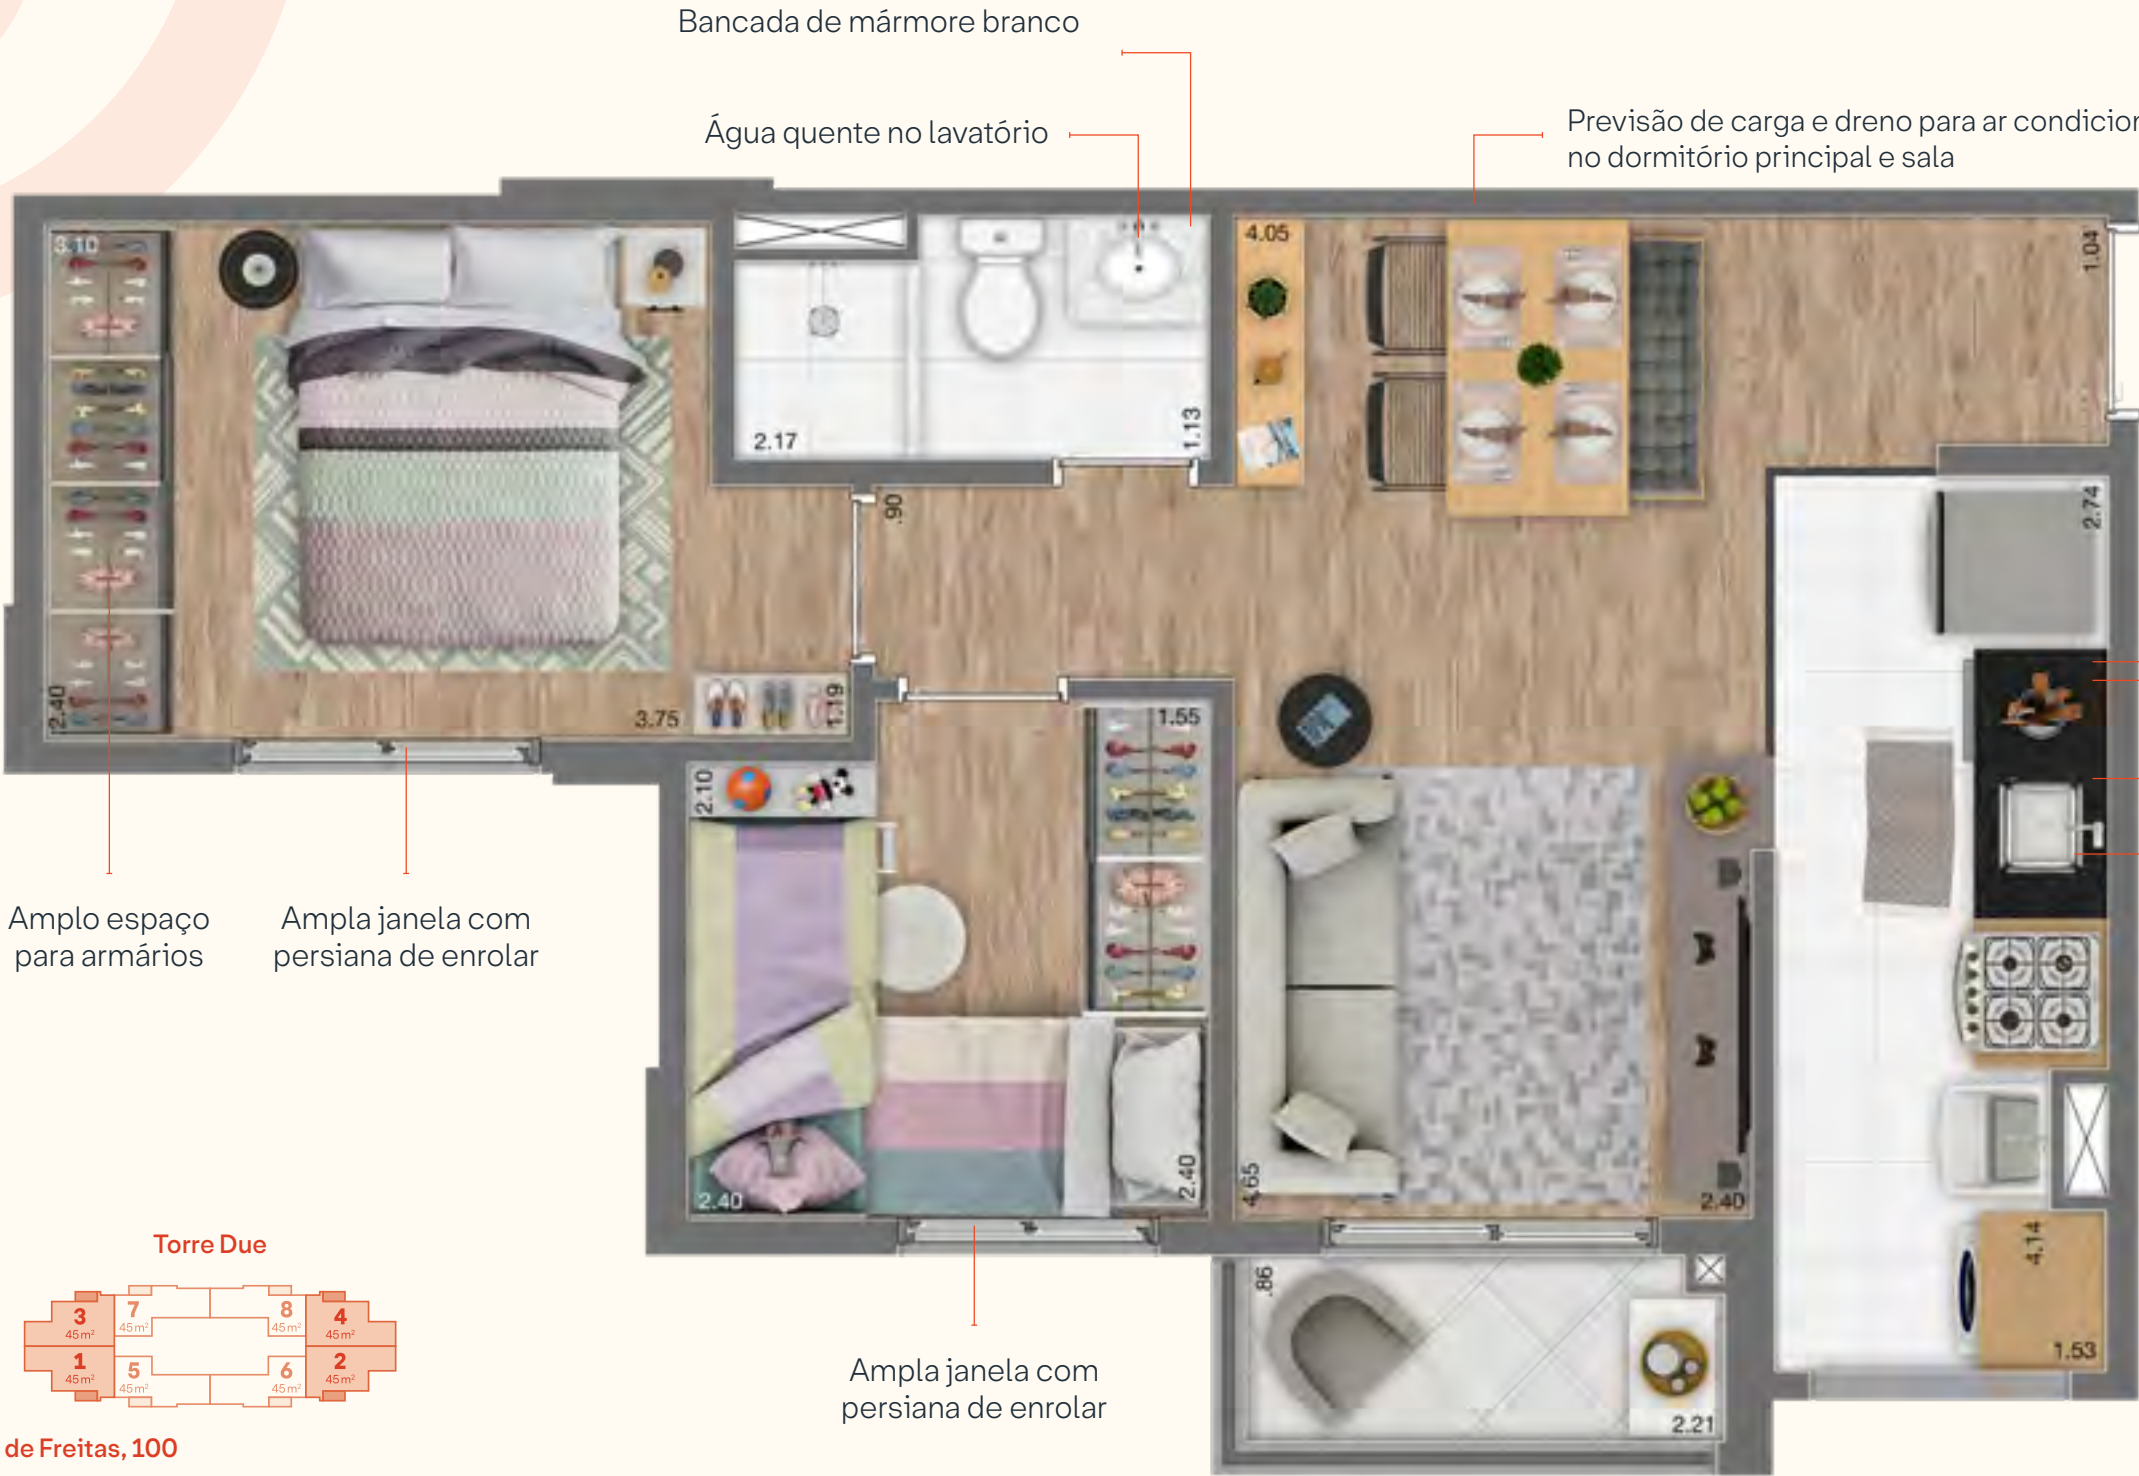 Bancada de mármore branco
Água quente no lavatório
Previsão de carga e dreno para ar condicion
no dormitório principal e sala
3.10
4.05
1.04
2.17
1.13
.90
2.74
2.40
3.75
1.19
1.55
2.10
Amplo espaço
para armários
Ampla janela com
persiana de enrolar
2.40
2.40
4.65
2.40
4.14
1.53
.86
2.21
Ampla janela com
persiana de enrolar
Torre Due
3
45m²
7
45m²
8
45m²
4
45m²
1
45m²
5
45m²
6
45m²
2
45m²
de Freitas, 100